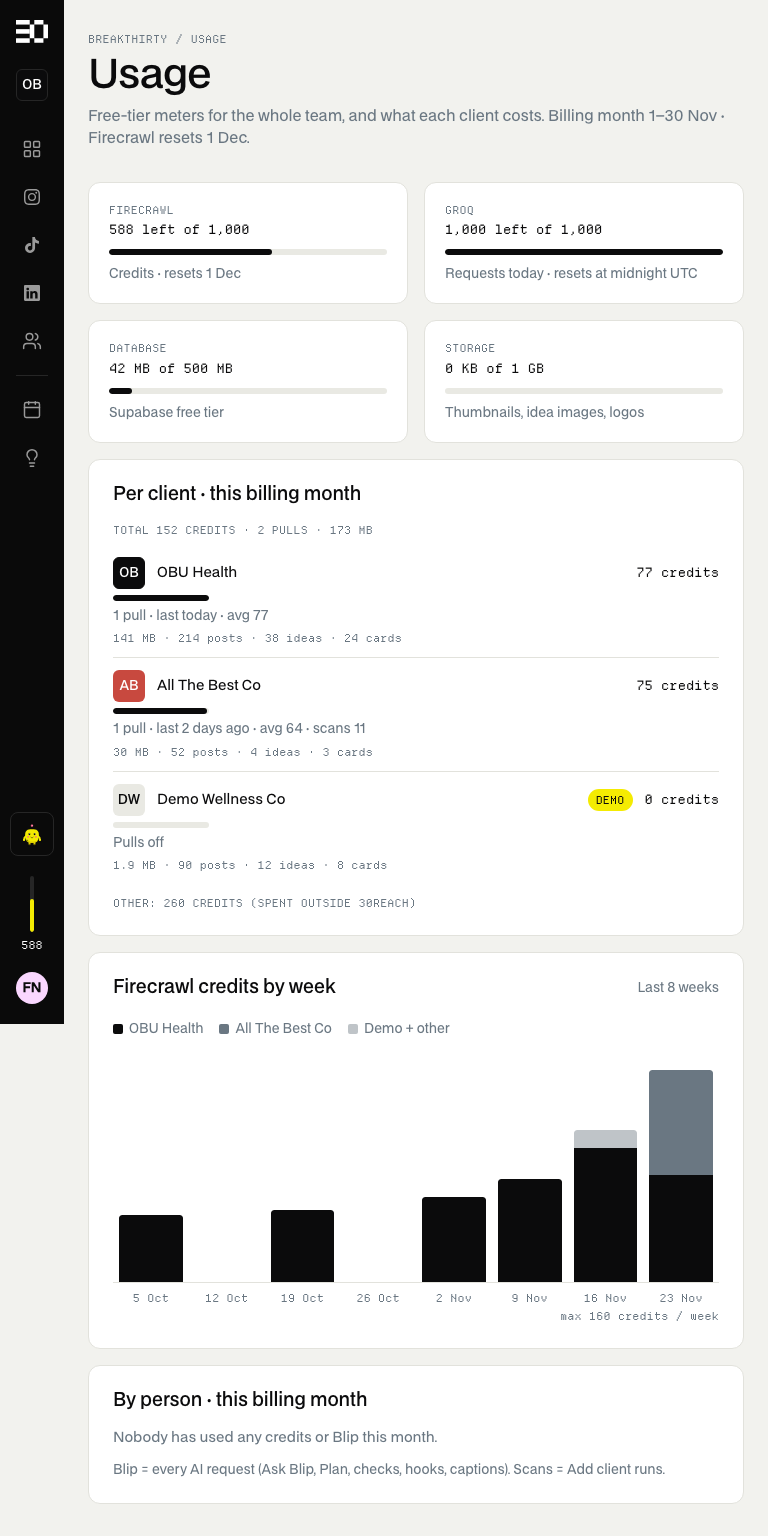 30
OB
588
FN
BREAKTHIRTY / USAGE
Usage
Free-tier meters for the whole team, and what each client costs. Billing month 1–30 Nov ·
Firecrawl resets 1 Dec.
FIRECRAWL
588 left of 1,000
Credits · resets 1 Dec
GROQ
1,000 left of 1,000
Requests today · resets at midnight UTC
DATABASE
42 MB of 500 MB
Supabase free tier
STORAGE
0 KB of 1 GB
Thumbnails, idea images, logos
Per client · this billing month
TOTAL 152 CREDITS · 2 PULLS · 173 MB
OB OBU Health 77 credits
1 pull · last today · avg 77
141 MB · 214 posts · 38 ideas · 24 cards
AB All The Best Co 75 credits
1 pull · last 2 days ago · avg 64 · scans 11
30 MB · 52 posts · 4 ideas · 3 cards
DW Demo Wellness Co DEMO 0 credits
Pulls off
1.9 MB · 90 posts · 12 ideas · 8 cards
OTHER: 260 CREDITS (SPENT OUTSIDE 30REACH)
Firecrawl credits by week Last 8 weeks
OBU Health All The Best Co Demo + other
5 Oct 12 Oct 19 Oct 26 Oct 2 Nov 9 Nov 16 Nov 23 Nov
max 160 credits / week
By person · this billing month
Nobody has used any credits or Blip this month.
Blip = every AI request (Ask Blip, Plan, checks, hooks, captions). Scans = Add client runs.